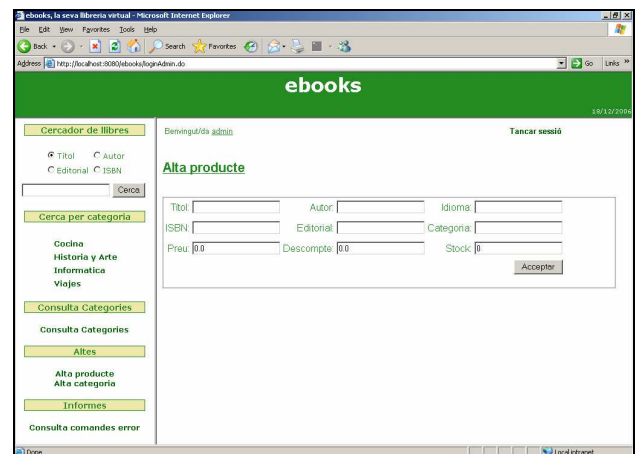 ebooks, la seva llibreria virtual - Microsoft Internet Explorer
File Edit View Favorites Tools Help
Back Search Favorites
Address http://localhost:8080/ebooks/loginAdmin.do Go Links »
ebooks
18/12/2006
Cercador de llibres
Benvingut/da admin
Tancar sessió
Títol Autor
Editorial ISBN
Cerca
Alta producte
Titol: Autor: Idioma:
ISBN: Editorial: Categoria:
Preu: 0.0 Descompte: 0.0 Stock: 0
Acceptar
Cerca per categoria
Cocina
Historia y Arte
Informatica
Viajes
Consulta Categories
Consulta Categories
Altes
Alta producte
Alta categoria
Informes
Consulta comandes error
Done Local intranet